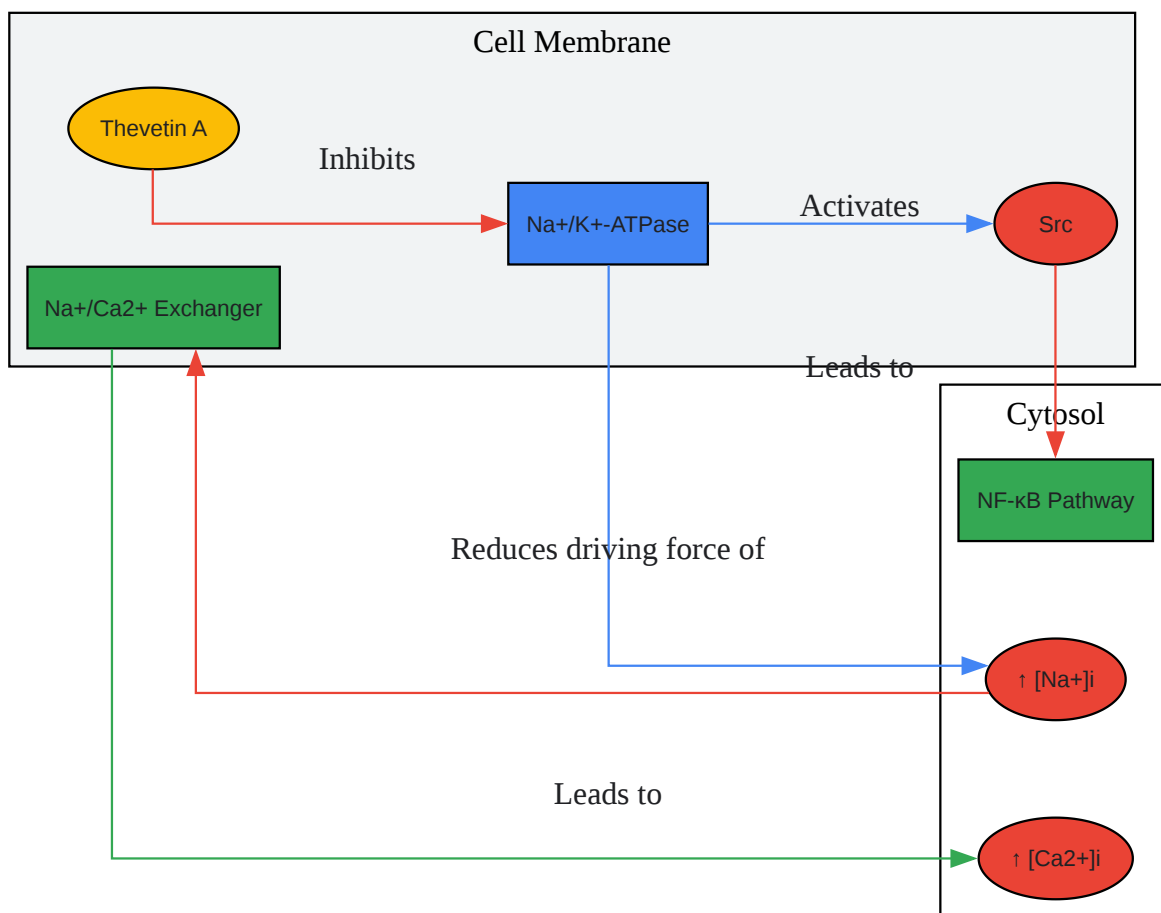 Cell Membrane
Thevetin A
Inhibits
Na+/K+-ATPase
Activates
Src
Na+/Ca2+ Exchanger
Leads to
Cytosol
NF-κB Pathway
Reduces driving force of
↑ [Na+]i
Leads to
↑ [Ca2+]i